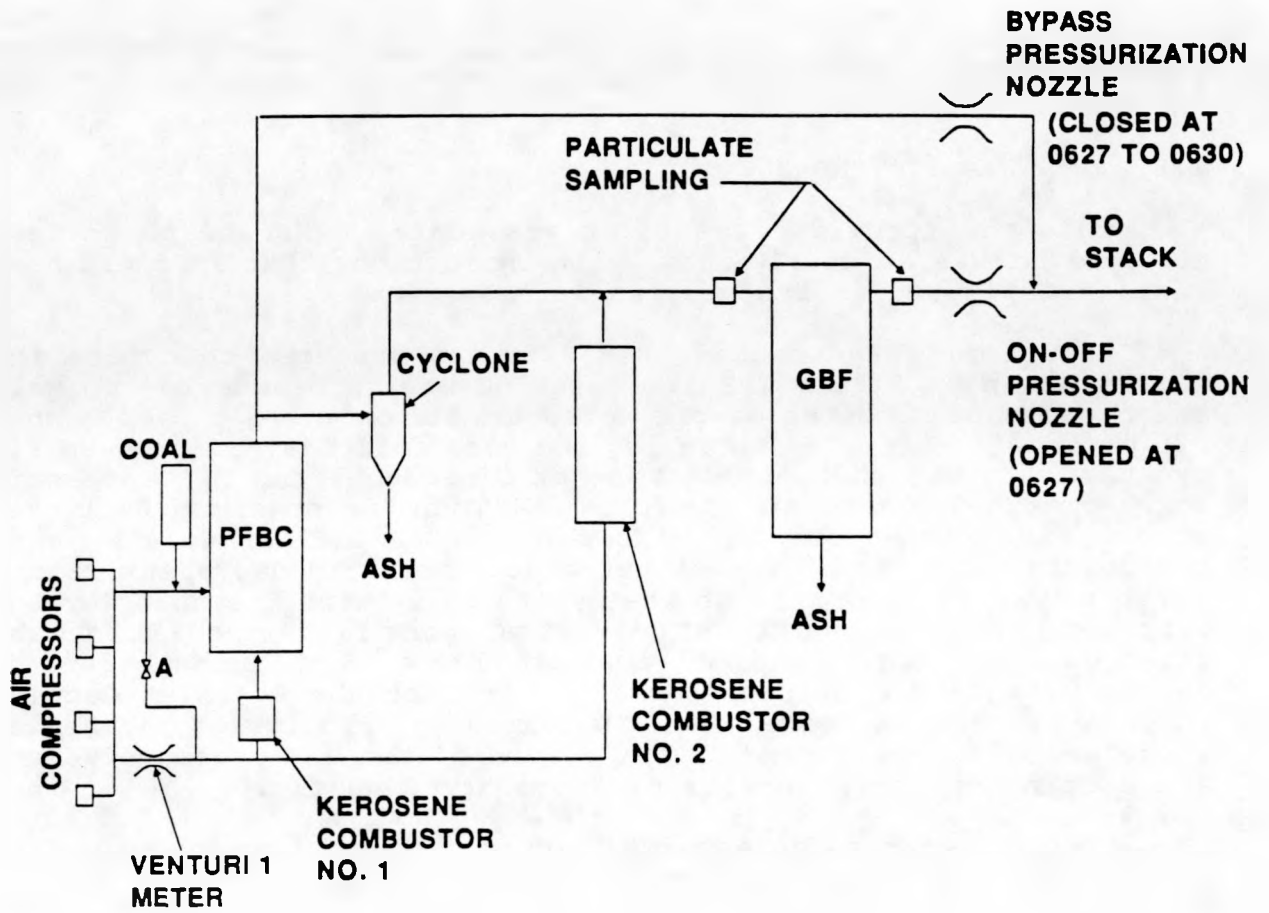 BYPASS
PRESSURIZATION
NOZZLE
(CLOSED AT
0627 TO 0630)
PARTICULATE
SAMPLING
TO
STACK
CYCLONE
GBF
ON-OFF
PRESSURIZATION
NOZZLE
(OPENED AT
0627)
COAL
PFBC
ASH
ASH
AIR
COMPRESSORS
A
KEROSENE
COMBUSTOR
NO. 2
KEROSENE
COMBUSTOR
NO. 1
VENTURI 1
METER